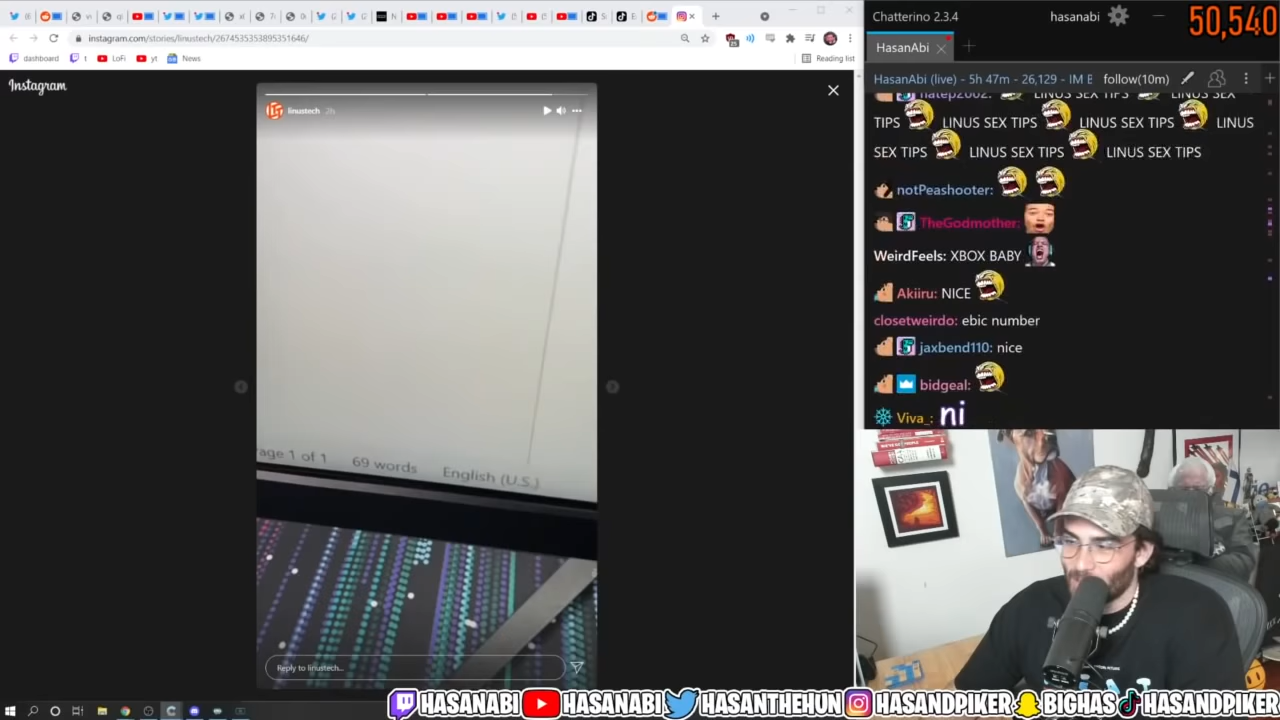 Chatterino 2.3.4
hasanabi
50,540
instagram.com/stories/linustech/2674535353895351646/
HasanAbi
dashboard
t
LoFi
yt
News
Reading list
HasanAbi (live) - 5h 47m - 26,129 - IM B
follow(10m)
Instagram
natep2002: LINUS SEX TIPS LINUS SEX
TIPS LINUS SEX TIPS LINUS SEX TIPS LINUS
SEX TIPS LINUS SEX TIPS LINUS SEX TIPS
linustech 2h
notPeashooter:
TheGodmother:
WeirdFeels: XBOX BABY
Akiiru: NICE
closetweirdo: ebic number
jaxbend110: nice
bidgeal:
Viva_: ni
age 1 of 1 69 words English (U.S.)
Reply to linustech...
HASANABI HASANABI HASANTHEHUN HASANDPIKER BIGHAS HASANDPIKER